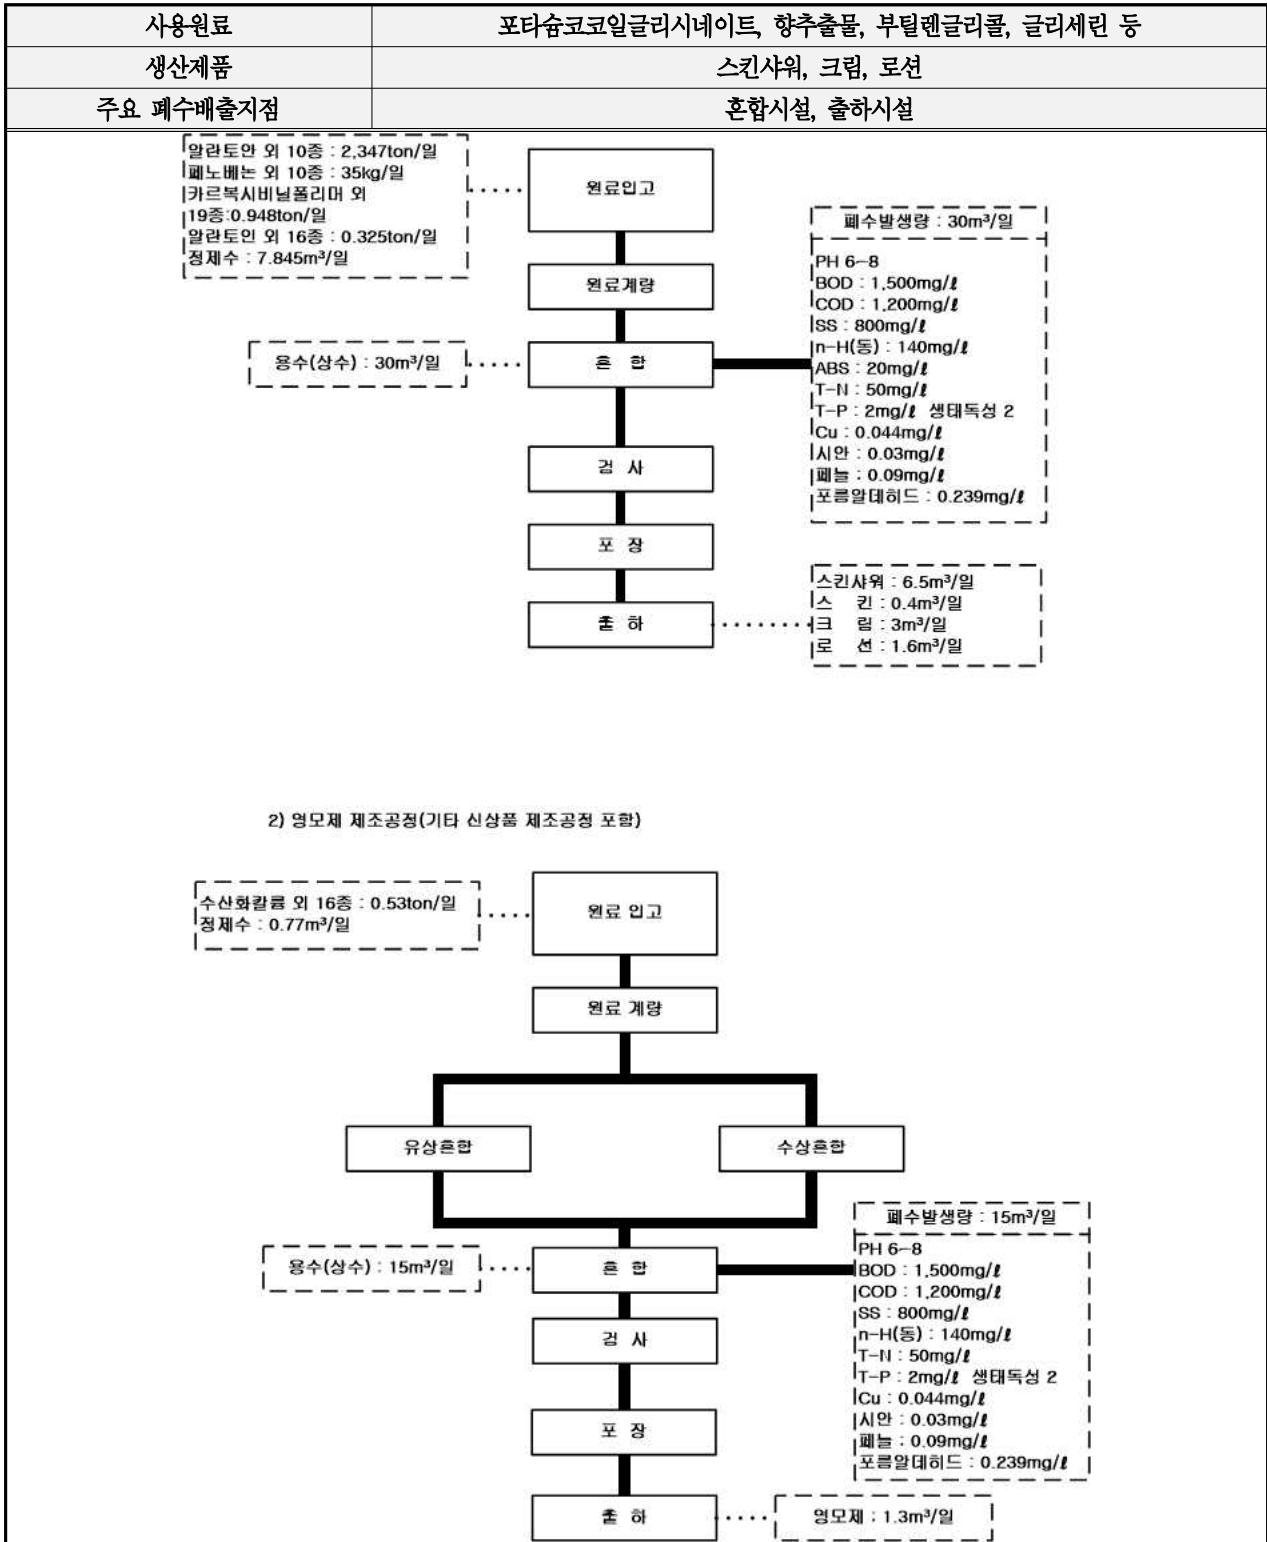 사용원료 포타슘코코일글리시네이트, 향추출물, 부틸렌글리콜, 글리세린 등
생산제품 스킨샤워, 크림, 로션
주요 폐수배출지점 혼합시설, 출하시설
알란토안 외 10종 : 2,347ton/일
페노베논 외 10종 : 35kg/일
카르복시비닐폴리머 외
19종:0.948ton/일
알란토인 외 16종 : 0.325ton/일
정제수 : 7.845m³/일
원료입고
원료계량
용수(상수) : 30m³/일
혼 합
폐수발생량 : 30m³/일
PH 6~8
BOD : 1,500mg/ℓ
COD : 1,200mg/ℓ
SS : 800mg/ℓ
n-H(동) : 140mg/ℓ
ABS : 20mg/ℓ
T-N : 50mg/ℓ
T-P : 2mg/ℓ 생태독성 2
Cu : 0.044mg/ℓ
시안 : 0.03mg/ℓ
페놀 : 0.09mg/ℓ
포름알데히드 : 0.239mg/ℓ
검 사
포 장
출 하
스킨샤워 : 6.5m³/일
스 킨 : 0.4m³/일
크 림 : 3m³/일
로 션 : 1.6m³/일
2) 염모제 제조공정(기타 신상품 제조공정 포함)
수산화칼륨 외 16종 : 0.53ton/일
정제수 : 0.77m³/일
원료 입고
원료 계량
유상혼합
수상혼합
용수(상수) : 15m³/일
혼 합
폐수발생량 : 15m³/일
PH 6~8
BOD : 1,500mg/ℓ
COD : 1,200mg/ℓ
SS : 800mg/ℓ
n-H(동) : 140mg/ℓ
T-N : 50mg/ℓ
T-P : 2mg/ℓ 생태독성 2
Cu : 0.044mg/ℓ
시안 : 0.03mg/ℓ
페놀 : 0.09mg/ℓ
포름알데히드 : 0.239mg/ℓ
검 사
포 장
출 하
염모제 : 1.3m³/일